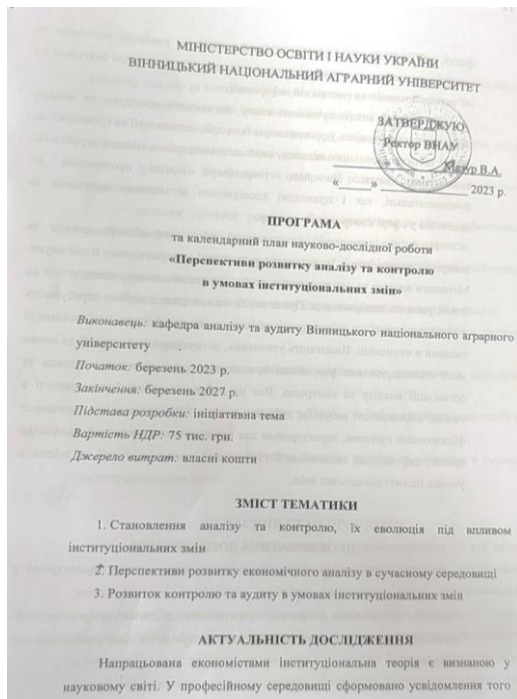 МІНІСТЕРСТВО ОСВІТИ І НАУКИ УКРАЇНИ
ВІННИЦЬКИЙ НАЦІОНАЛЬНИЙ АГРАРНИЙ УНІВЕРСИТЕТ
ЗАТВЕРДЖУЮ
Ректор ВНАУ
Мазур В.А.
«_____» _______________ 2023 р.
ПРОГРАМА
та календарний план науково-дослідної роботи
«Перспективи розвитку аналізу та контролю
в умовах інституціональних змін»
Виконавець: кафедра аналізу та аудиту Вінницького національного аграрного
університету
Початок: березень 2023 р.
Закінчення: березень 2027 р.
Підстава розробки: ініціативна тема
Вартість НДР: 75 тис. грн.
Джерело витрат: власні кошти
ЗМІСТ ТЕМАТИКИ
1. Становлення аналізу та контролю, їх еволюція під впливом
інституціональних змін
2. Перспективи розвитку економічного аналізу в сучасному середовищі
3. Розвиток контролю та аудиту в умовах інституціональних змін
АКТУАЛЬНІСТЬ ДОСЛІДЖЕННЯ
Напрацьована економістами інституціональна теорія є визнаною у
науковому світі. У професійному середовищі сформовано усвідомлення того